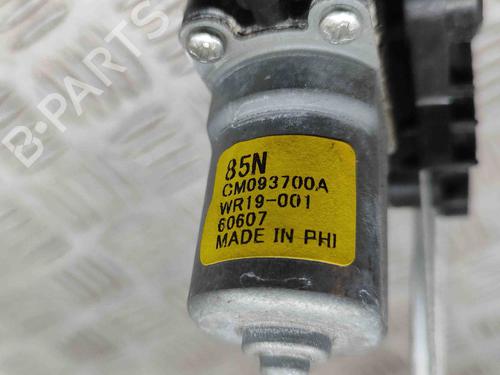 B-PARTS
85N
CM093700A
WR19-001
60607
MADE IN PHI